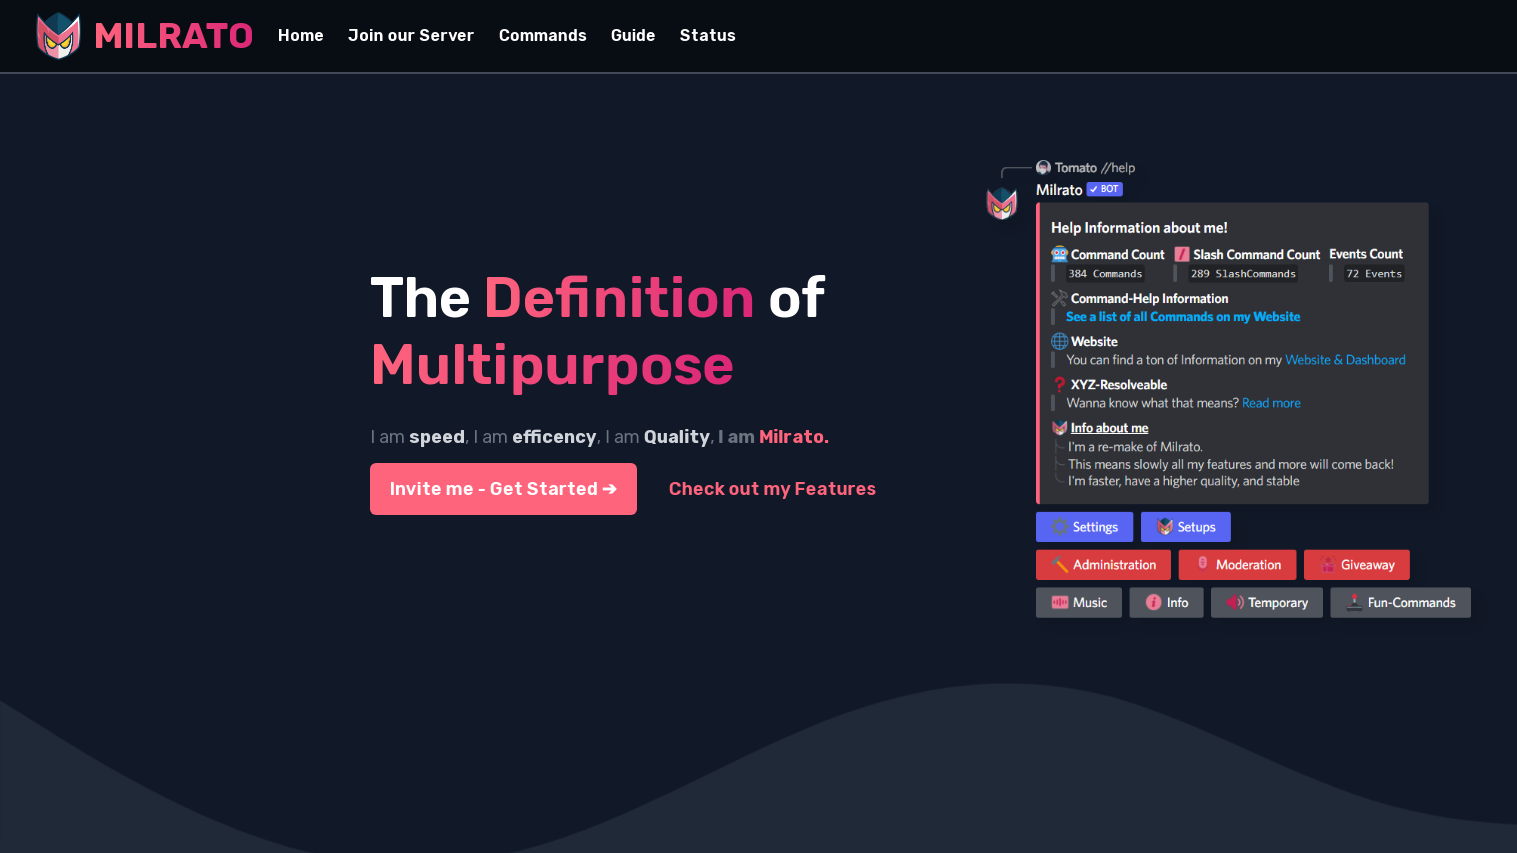 MILRATO
Home
Join our Server
Commands
Guide
Status
The Definition of
Multipurpose
I am speed, I am efficency, I am Quality, I am Milrato.
Invite me - Get Started ➔
Check out my Features
Tomato //help
Milrato ✓ BOT
Help Information about me!
Command Count Slash Command Count Events Count
384 Commands 289 SlashCommands 72 Events
Command-Help Information
See a list of all Commands on my Website
Website
You can find a ton of Information on my Website & Dashboard
XYZ-Resolveable
Wanna know what that means? Read more
Info about me
I'm a re-make of Milrato.
This means slowly all my features and more will come back!
I'm faster, have a higher quality, and stable
Settings Setups
Administration Moderation Giveaway
Music Info Temporary Fun-Commands